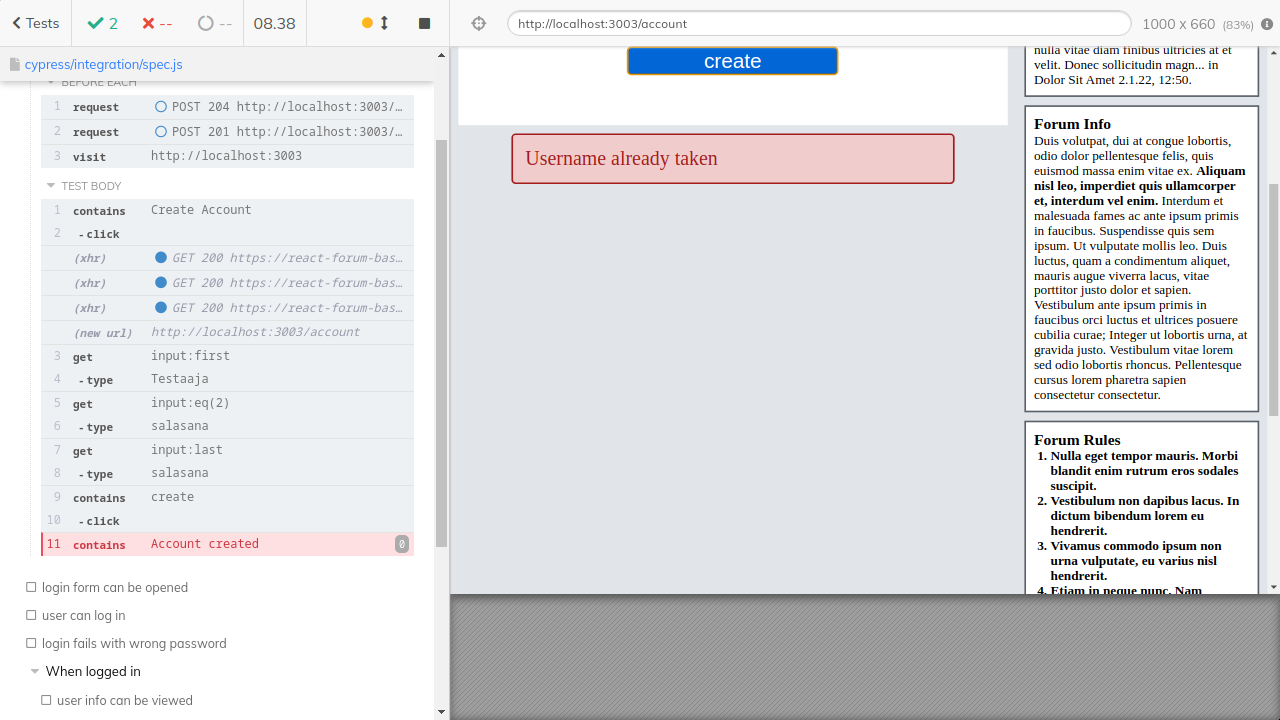 Tests
2
--
--
08.38
http://localhost:3003/account
1000 x 660 (83%)
cypress/integration/spec.js
BEFORE EACH
1 request POST 204 http://localhost:3003/…
2 request POST 201 http://localhost:3003/…
3 visit http://localhost:3003
TEST BODY
1 contains Create Account
2 -click
(xhr) GET 200 https://react-forum-bas…
(xhr) GET 200 https://react-forum-bas…
(xhr) GET 200 https://react-forum-bas…
(new url) http://localhost:3003/account
3 get input:first
4 -type Testaaja
5 get input:eq(2)
6 -type salasana
7 get input:last
8 -type salasana
9 contains create
10 -click
11 contains Account created 0
login form can be opened
user can log in
login fails with wrong password
When logged in
user info can be viewed
create
Username already taken
nulla vitae diam finibus ultricies at et
velit. Donec sollicitudin magn... in
Dolor Sit Amet 2.1.22, 12:50.
Forum Info
Duis volutpat, dui at congue lobortis,
odio dolor pellentesque felis, quis
euismod massa enim vitae ex. Aliquam
nisl leo, imperdiet quis ullamcorper
et, interdum vel enim. Interdum et
malesuada fames ac ante ipsum primis
in faucibus. Suspendisse quis sem
ipsum. Ut vulputate mollis leo. Duis
luctus, quam a condimentum aliquet,
mauris augue viverra lacus, vitae
porttitor justo dolor et sapien.
Vestibulum ante ipsum primis in
faucibus orci luctus et ultrices posuere
cubilia curae; Integer ut lobortis urna, at
gravida justo. Vestibulum vitae lorem
sed odio lobortis rhoncus. Pellentesque
cursus lorem pharetra sapien
consectetur consectetur.
Forum Rules
1. Nulla eget tempor mauris. Morbi
blandit enim rutrum eros sodales
suscipit.
2. Vestibulum non dapibus lacus. In
dictum bibendum lorem eu
hendrerit.
3. Vivamus commodo ipsum non
urna vulputate, eu varius nisl
hendrerit.
4. Etiam in neque nunc. Nam